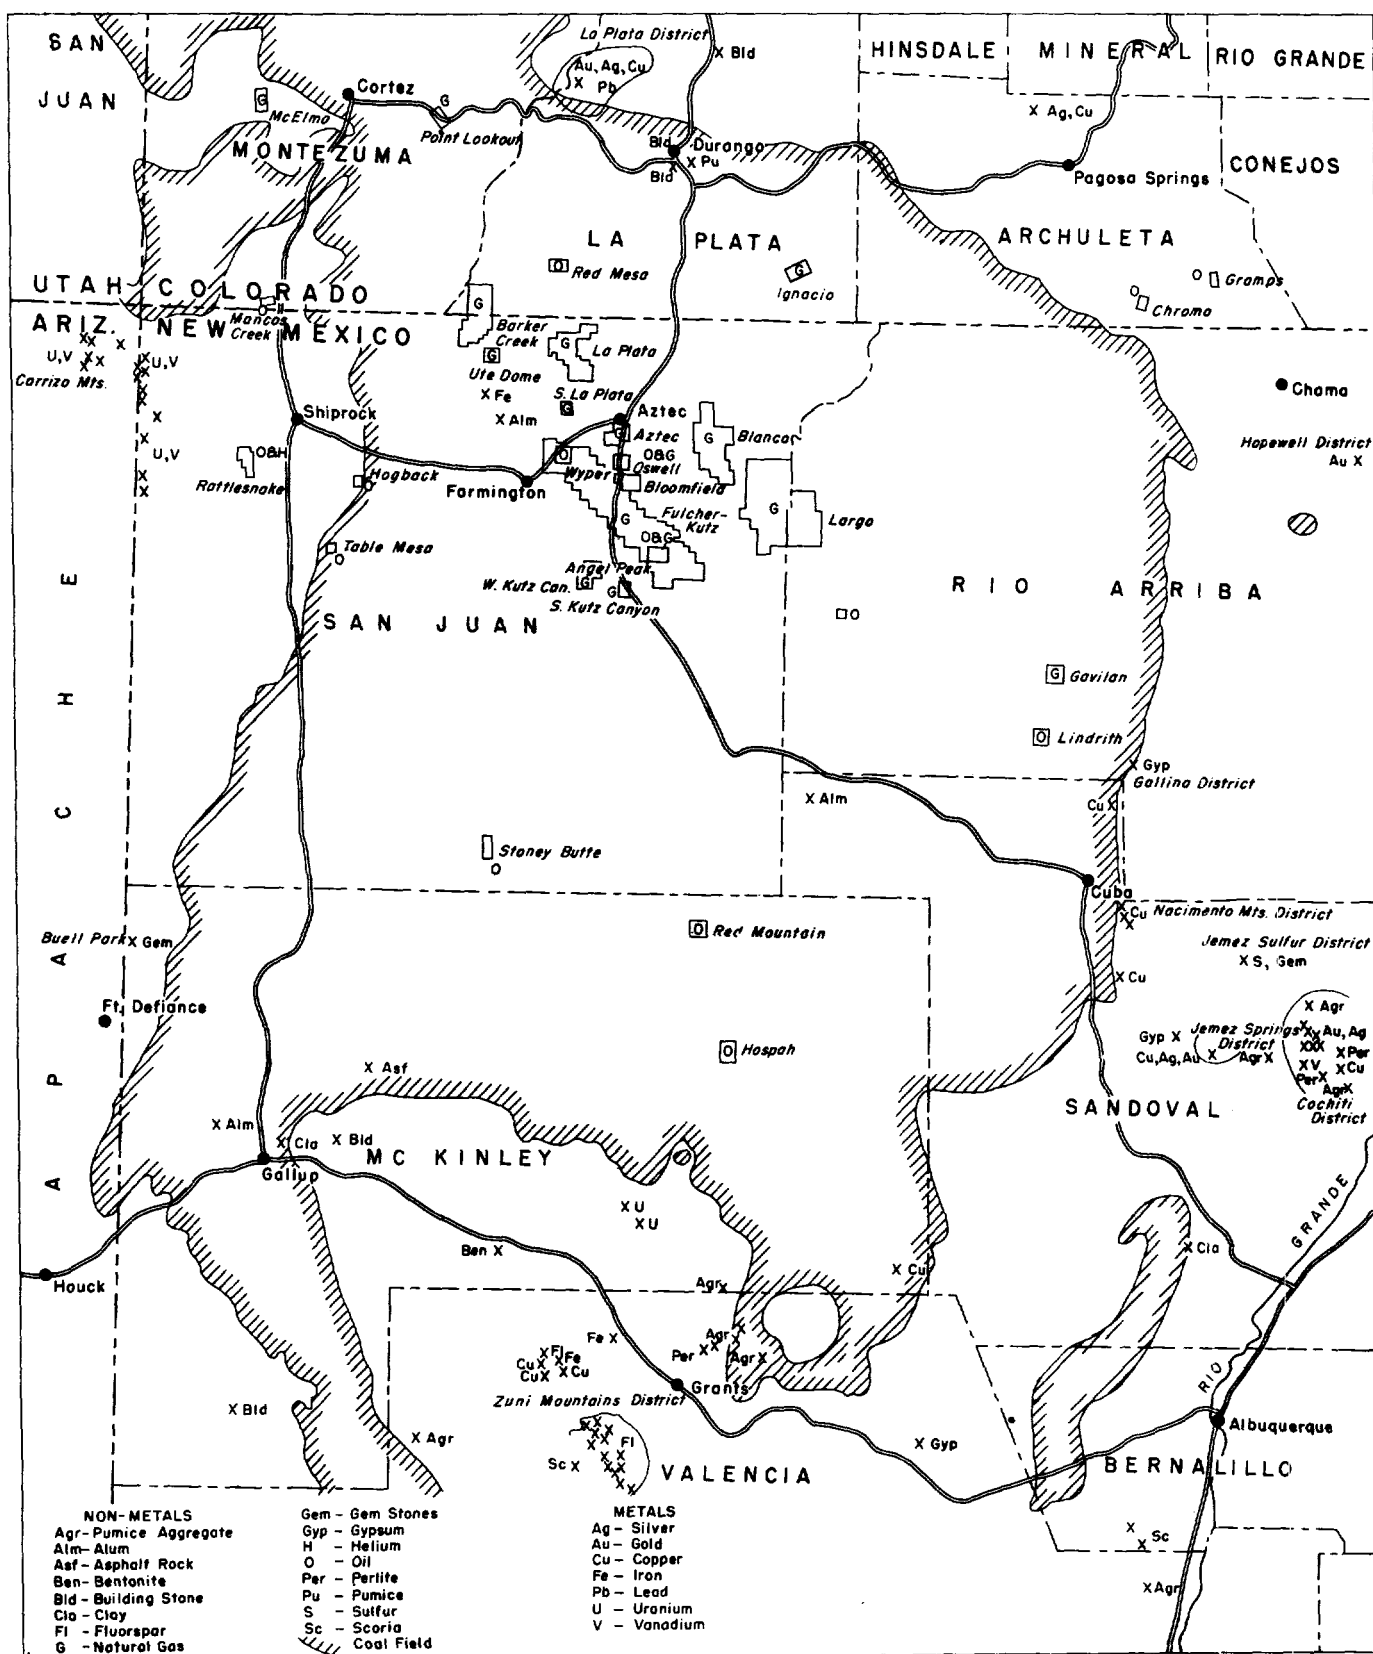 SAN
JUAN
La Plata District
Au, Ag, Cu
Pb
Bld
HINSDALE
MINERAL
RIO GRANDE
G
McElmo
Cortez
G
Point Lookout
Ag, Cu
MONTEZUMA
Bld
Durango
Pu
Bld
Pagosa Springs
CONEJOS
LA PLATA
ARCHULETA
O
Red Mesa
G
Ignacio
O
Gramps
O
Chromo
UTAH
COLORADO
ARIZ.
NEW MEXICO
O
Mancos
Creek
G
Barker
Creek
G
La Plata
U,V
U,V
Carrizo Mts.
G
Ute Dome
Fe
S. La Plata
G
Alm
Chama
Shiprock
Aztec
G
Aztec
G
Blanco
Hopewell District
Au
U,V
O&H
Rattlesnake
O
Hogback
O
Wyper
O&G
Oswell
Farmington
Bloomfield
Fulcher-
Kutz
G
G
Largo
O&G
Table Mesa
O
Angel Peak
W. Kutz Can.
G
G
S. Kutz Canyon
RIO ARRIBA
SAN JUAN
O
G
Gavilan
O
Lindrith
Gyp
Gallina District
Alm
Cu
Stoney Butte
O
Cuba
Cu
Nacimento Mts. District
O
Red Mountain
Buell Park
Gem
Jemez Sulfur District
S, Gem
Cu
Ft. Defiance
Agr
Gyp
Jemez Springs
District
Au, Ag
Cu, Ag, Au
Agr
Per
V
Cu
Per
Agr
Cochiti
District
O
Hospah
Asf
APACHE
SANDOVAL
Alm
Cla
Bld
MC KINLEY
Gallup
U
U
RIO GRANDE
Ben
Cla
Houck
Agr
Cu
Fe
Agr
Per
Agr
Fl
Cu
Fe
Cu
Cu
Grants
Zuni Mountains District
Bld
Agr
Fl
Sc
Gyp
Albuquerque
VALENCIA
BERNALILLO
Sc
Agr
NON-METALS
Agr-Pumice Aggregate
Alm-Alum
Asf-Asphalt Rock
Ben-Bentonite
Bld-Building Stone
Cla-Clay
Fl - Fluorspar
G - Natural Gas
Gem - Gem Stones
Gyp - Gypsum
H - Helium
O - Oil
Per - Perlite
Pu - Pumice
S - Sulfur
Sc - Scoria
Coal Field
METALS
Ag - Silver
Au - Gold
Cu - Copper
Fe - Iron
Pb - Lead
U - Uranium
V - Vanadium